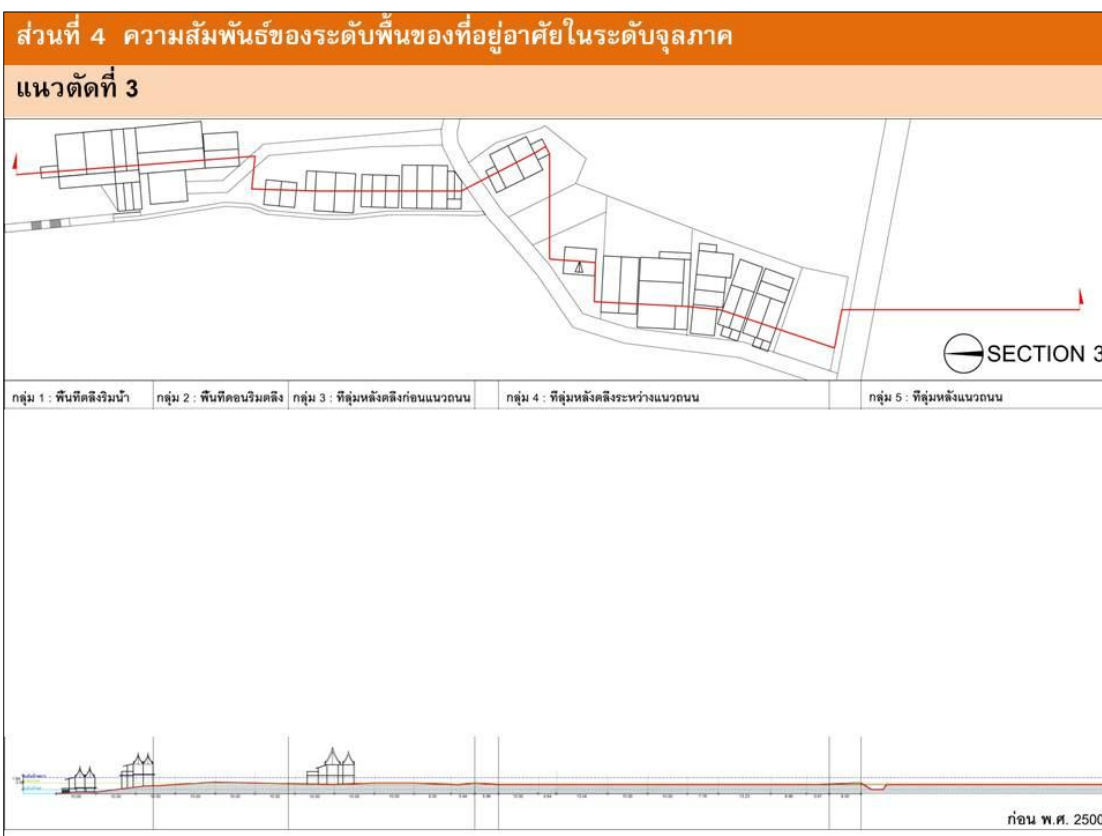 ส่วนที่ 4 ความสัมพันธ์ของระดับพื้นของที่อยู่อาศัยในระดับจุลภาค
แนวตัดที่ 3
SECTION 3
กลุ่ม 1 : พื้นที่ตลิ่งริมน้ำ
กลุ่ม 2 : พื้นที่ดอนริมตลิ่ง
กลุ่ม 3 : ที่ลุ่มหลังตลิ่งก่อนแนวถนน
กลุ่ม 4 : ที่ลุ่มหลังตลิ่งระหว่างแนวถนน
กลุ่ม 5 : ที่ลุ่มหลังแนวถนน
ก่อน พ.ศ. 2500